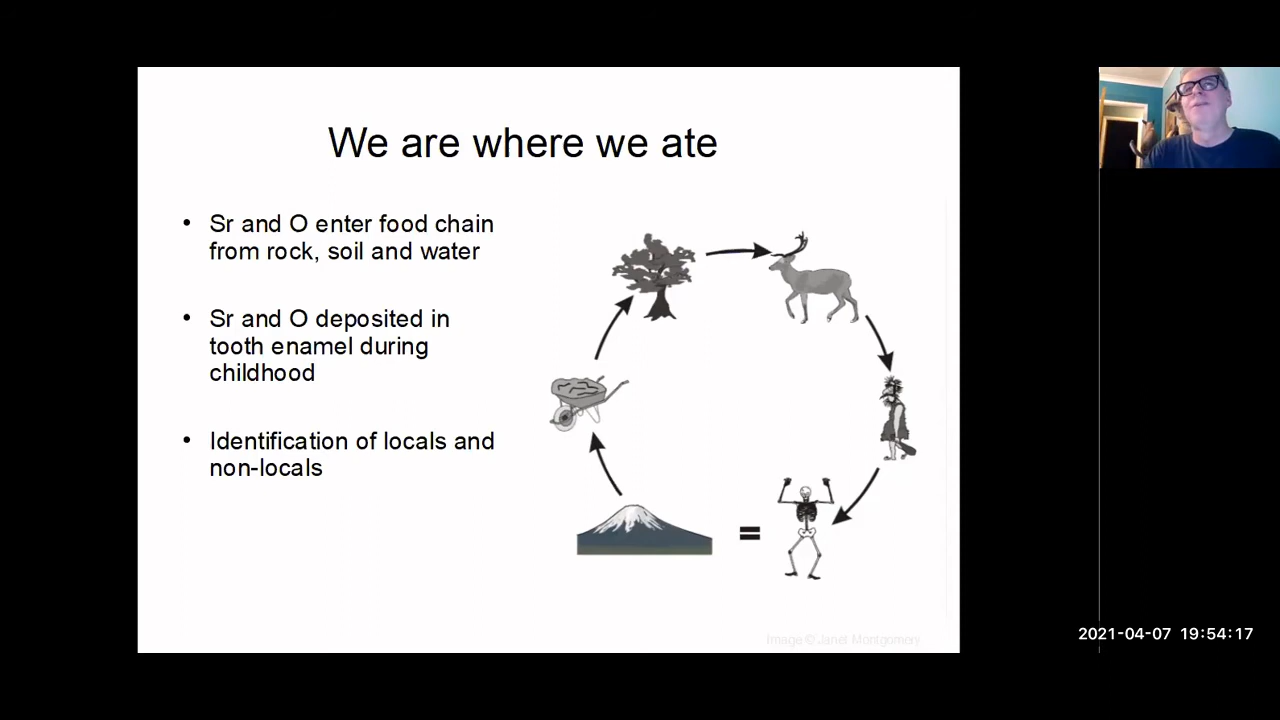 We are where we ate
• Sr and O enter food chain
from rock, soil and water
• Sr and O deposited in
tooth enamel during
childhood
• Identification of locals and
non-locals
=
Image © Janet Montgomery
2021-04-07 19:54:17